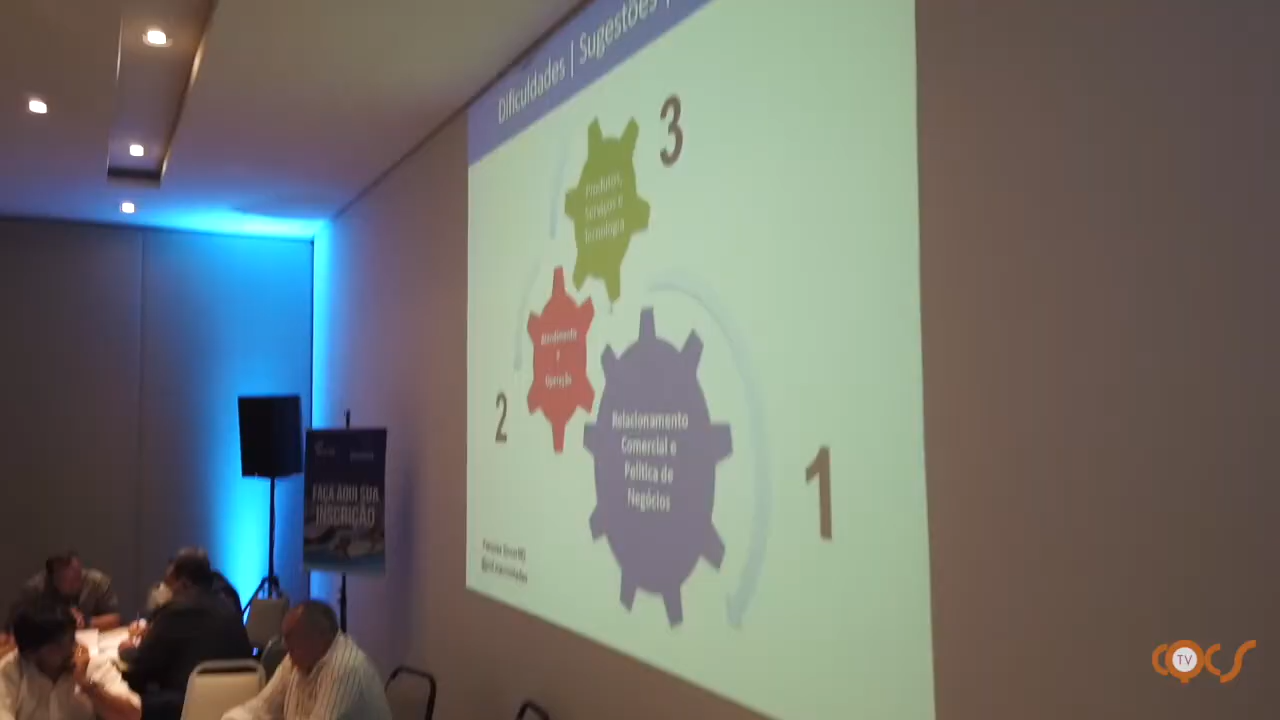 Dificuldades | Sugestões |
3
Produtos,
Serviços e
Tecnologia
Atendimento
e
Operação
2
Relacionamento
Comercial e
Política de
Negócios
1
FAÇA AQUI SUA
INSCRIÇÃO
CQCS
TV